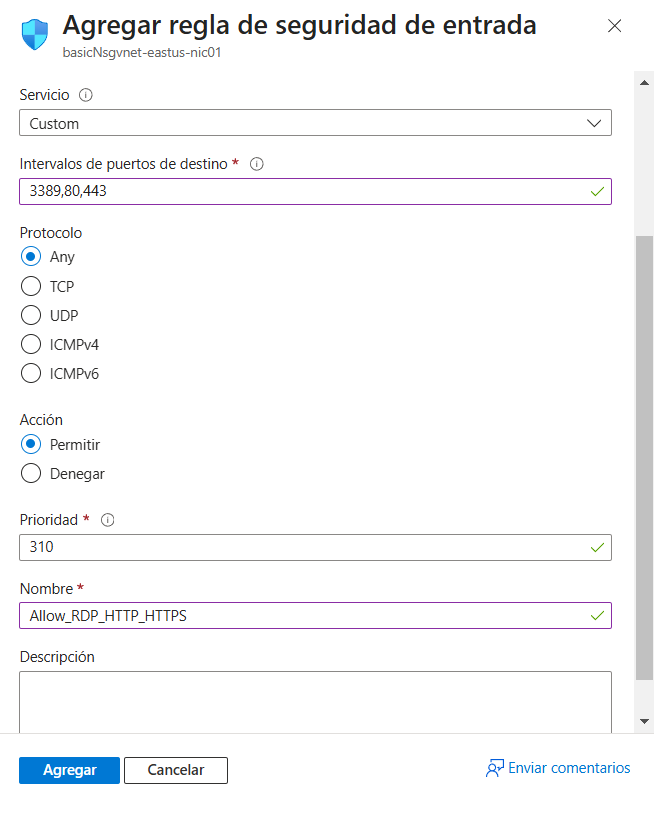 Agregar regla de seguridad de entrada
basicNsgvnet-eastus-nic01
Servicio
Custom
Intervalos de puertos de destino *
3389,80,443
Protocolo
Any
TCP
UDP
ICMPv4
ICMPv6
Acción
Permitir
Denegar
Prioridad *
310
Nombre *
Allow_RDP_HTTP_HTTPS
Descripción
Agregar
Cancelar
Enviar comentarios